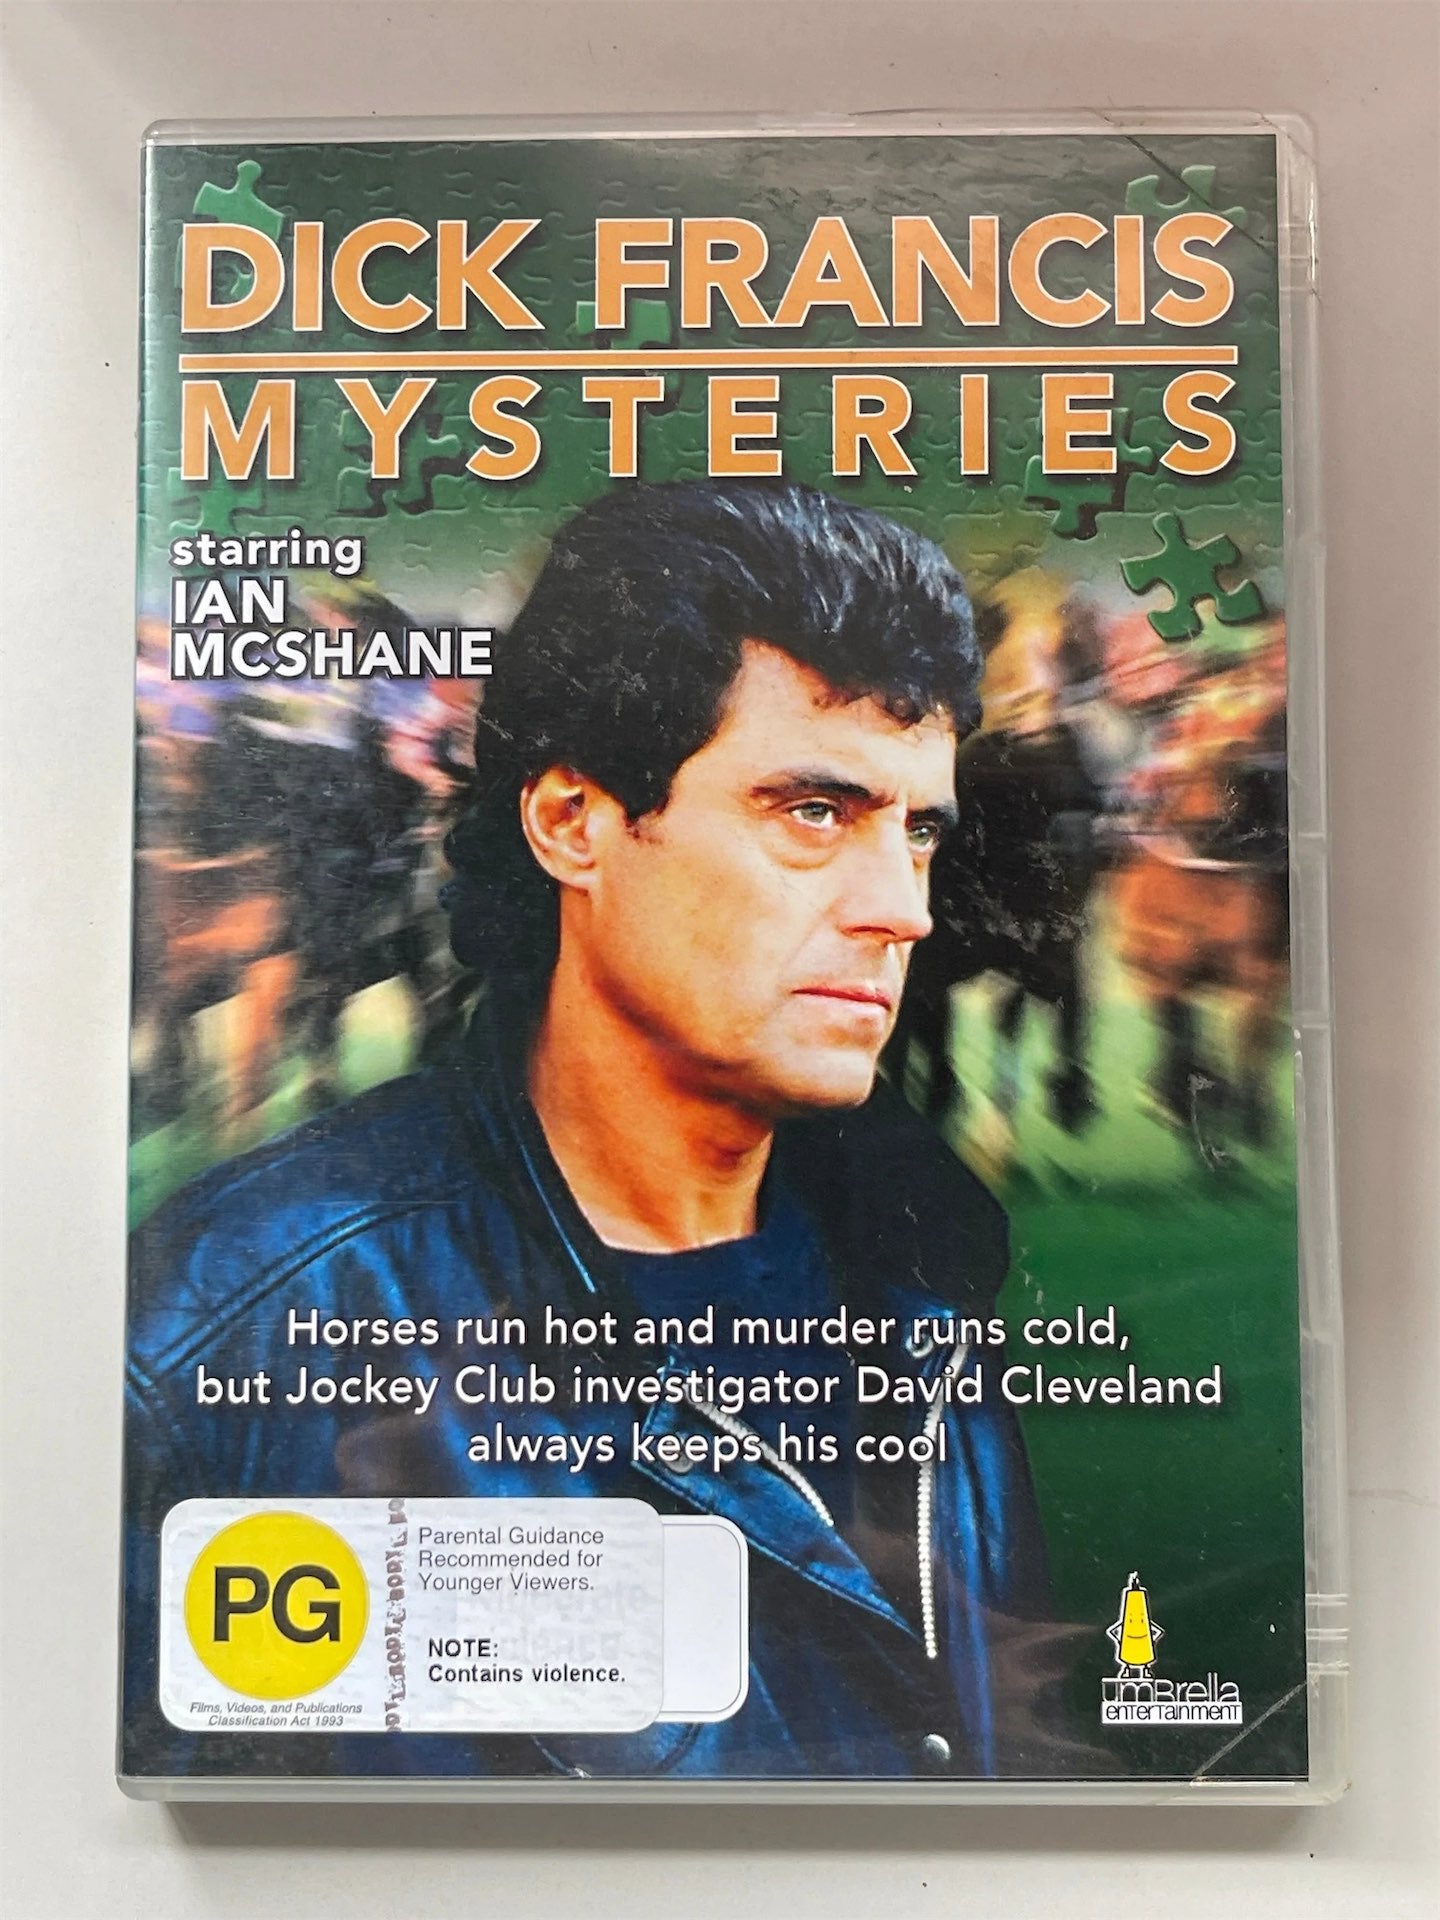 DICK FRANCIS
MYSTERIES
starring
IAN
MCSHANE
Horses run hot and murder runs cold,
but Jockey Club investigator David Cleveland
always keeps his cool
PG
Films, Videos, and Publications
Classification Act 1993
Parental Guidance
Recommended for
Younger Viewers.
NOTE:
Contains violence.
umBrella
enterTainmenT